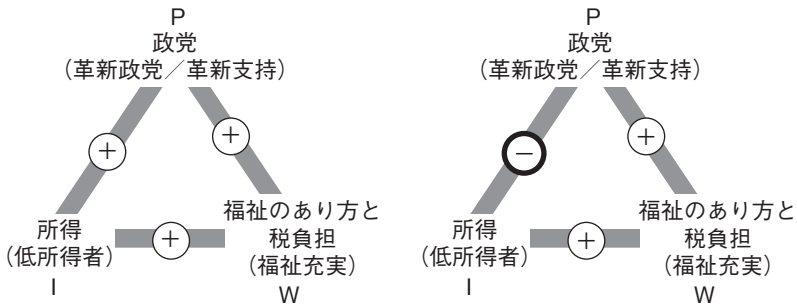 P
政党
（革新政党／革新支持）
＋
＋
所得
（低所得者）
I
＋
福祉のあり方と
税負担
（福祉充実）
W
P
政党
（革新政党／革新支持）
−
＋
所得
（低所得者）
I
＋
福祉のあり方と
税負担
（福祉充実）
W